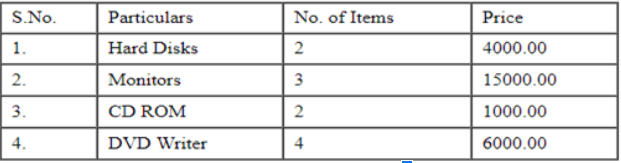 S.No. Particulars No. of Items Price
1. Hard Disks 2 4000.00
2. Monitors 3 15000.00
3. CD ROM 2 1000.00
4. DVD Writer 4 6000.00